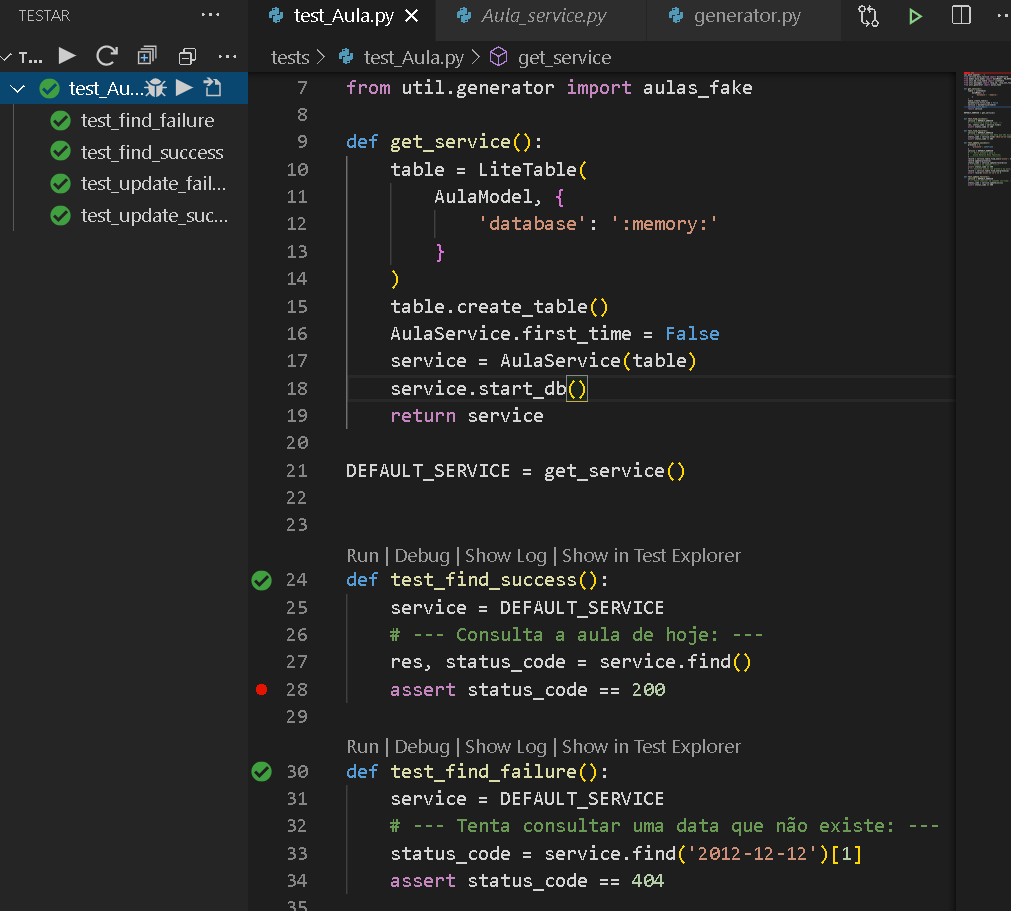 TESTAR ...
test_Aula.py
Aula_service.py
generator.py
T...
tests > test_Aula.py > get_service
test_Au...
test_find_failure
test_find_success
test_update_fail...
test_update_suc...
7 from util.generator import aulas_fake
8
9 def get_service():
10 table = LiteTable(
11 AulaModel, {
12 'database': ':memory:'
13 }
14 )
15 table.create_table()
16 AulaService.first_time = False
17 service = AulaService(table)
18 service.start_db()
19 return service
20
21 DEFAULT_SERVICE = get_service()
22
23
Run | Debug | Show Log | Show in Test Explorer
24 def test_find_success():
25 service = DEFAULT_SERVICE
26 # --- Consulta a aula de hoje: ---
27 res, status_code = service.find()
28 assert status_code == 200
29
Run | Debug | Show Log | Show in Test Explorer
30 def test_find_failure():
31 service = DEFAULT_SERVICE
32 # --- Tenta consultar uma data que não existe: ---
33 status_code = service.find('2012-12-12')[1]
34 assert status_code == 404
35